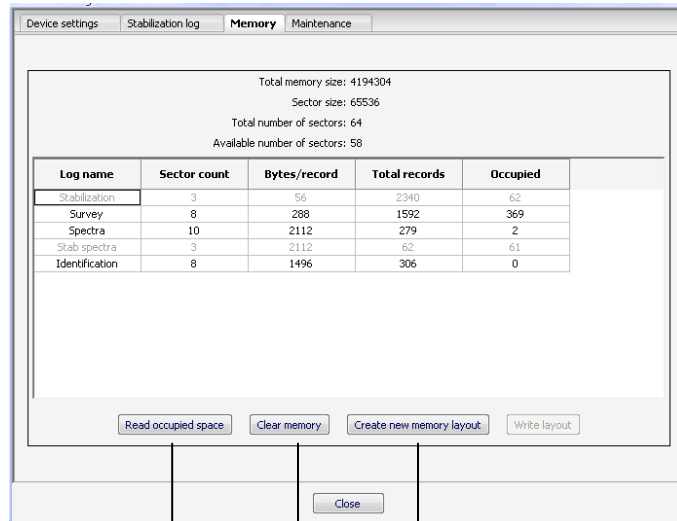 Device settings Stabilization log Memory Maintenance
Total memory size: 4194304
Sector size: 65536
Total number of sectors: 64
Available number of sectors: 58
Log name Sector count Bytes/record Total records Occupied
Stabilization 3 56 2340 62
Survey 8 288 1592 369
Spectra 10 2112 279 2
Stab spectra 3 2112 62 61
Identification 8 1496 306 0
Read occupied space Clear memory Create new memory layout Write layout
Close